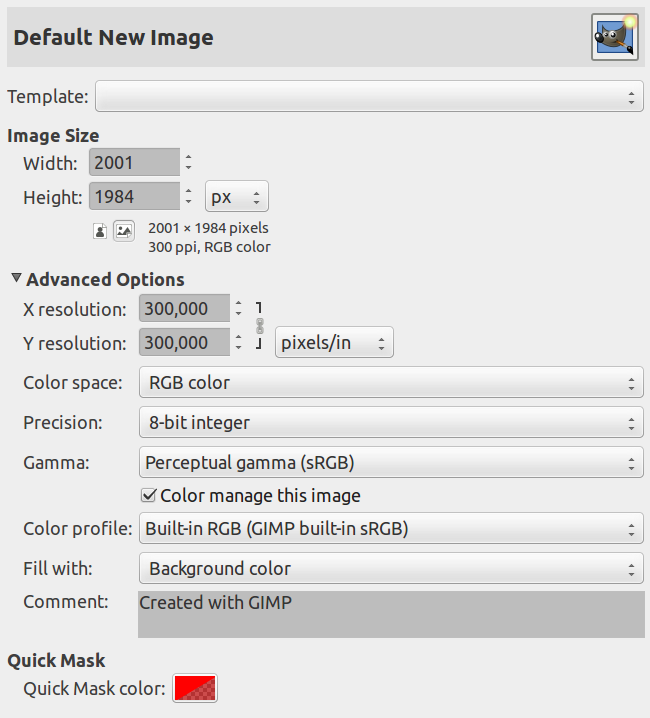 Default New Image
Template:
Image Size
Width: 2001
Height: 1984 px
2001 × 1984 pixels
300 ppi, RGB color
Advanced Options
X resolution: 300,000
Y resolution: 300,000 pixels/in
Color space: RGB color
Precision: 8-bit integer
Gamma: Perceptual gamma (sRGB)
Color manage this image
Color profile: Built-in RGB (GIMP built-in sRGB)
Fill with: Background color
Comment: Created with GIMP
Quick Mask
Quick Mask color: